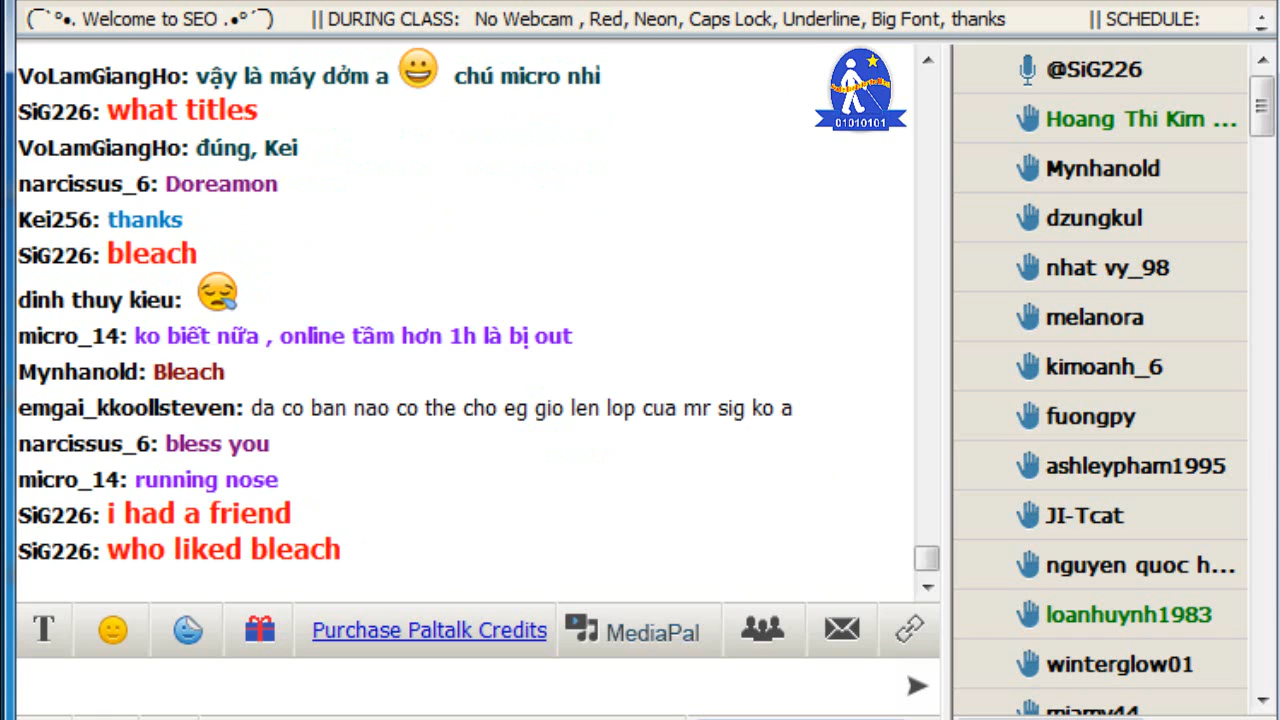 (¯`°•. Welcome to SEO .•°´¯) || DURING CLASS: No Webcam , Red, Neon, Caps Lock, Underline, Big Font, thanks || SCHEDULE:
VoLamGiangHo: vậy là máy dởm a 😀 chú micro nhỉ
SiG226: what titles
VoLamGiangHo: đúng, Kei
narcissus_6: Doreamon
Kei256: thanks
SiG226: bleach
dinh thuy kieu: 😪
micro_14: ko biết nữa , online tầm hơn 1h là bị out
Mynhanold: Bleach
emgai_kkoollsteven: da co ban nao co the cho eg gio len lop cua mr sig ko a
narcissus_6: bless you
micro_14: running nose
SiG226: i had a friend
SiG226: who liked bleach
01010101
T Purchase Paltalk Credits MediaPal
@SiG226
Hoang Thi Kim ...
Mynhanold
dzungkul
nhat vy_98
melanora
kimoanh_6
fuongpy
ashleypham1995
JI-Tcat
nguyen quoc h...
loanhuynh1983
winterglow01